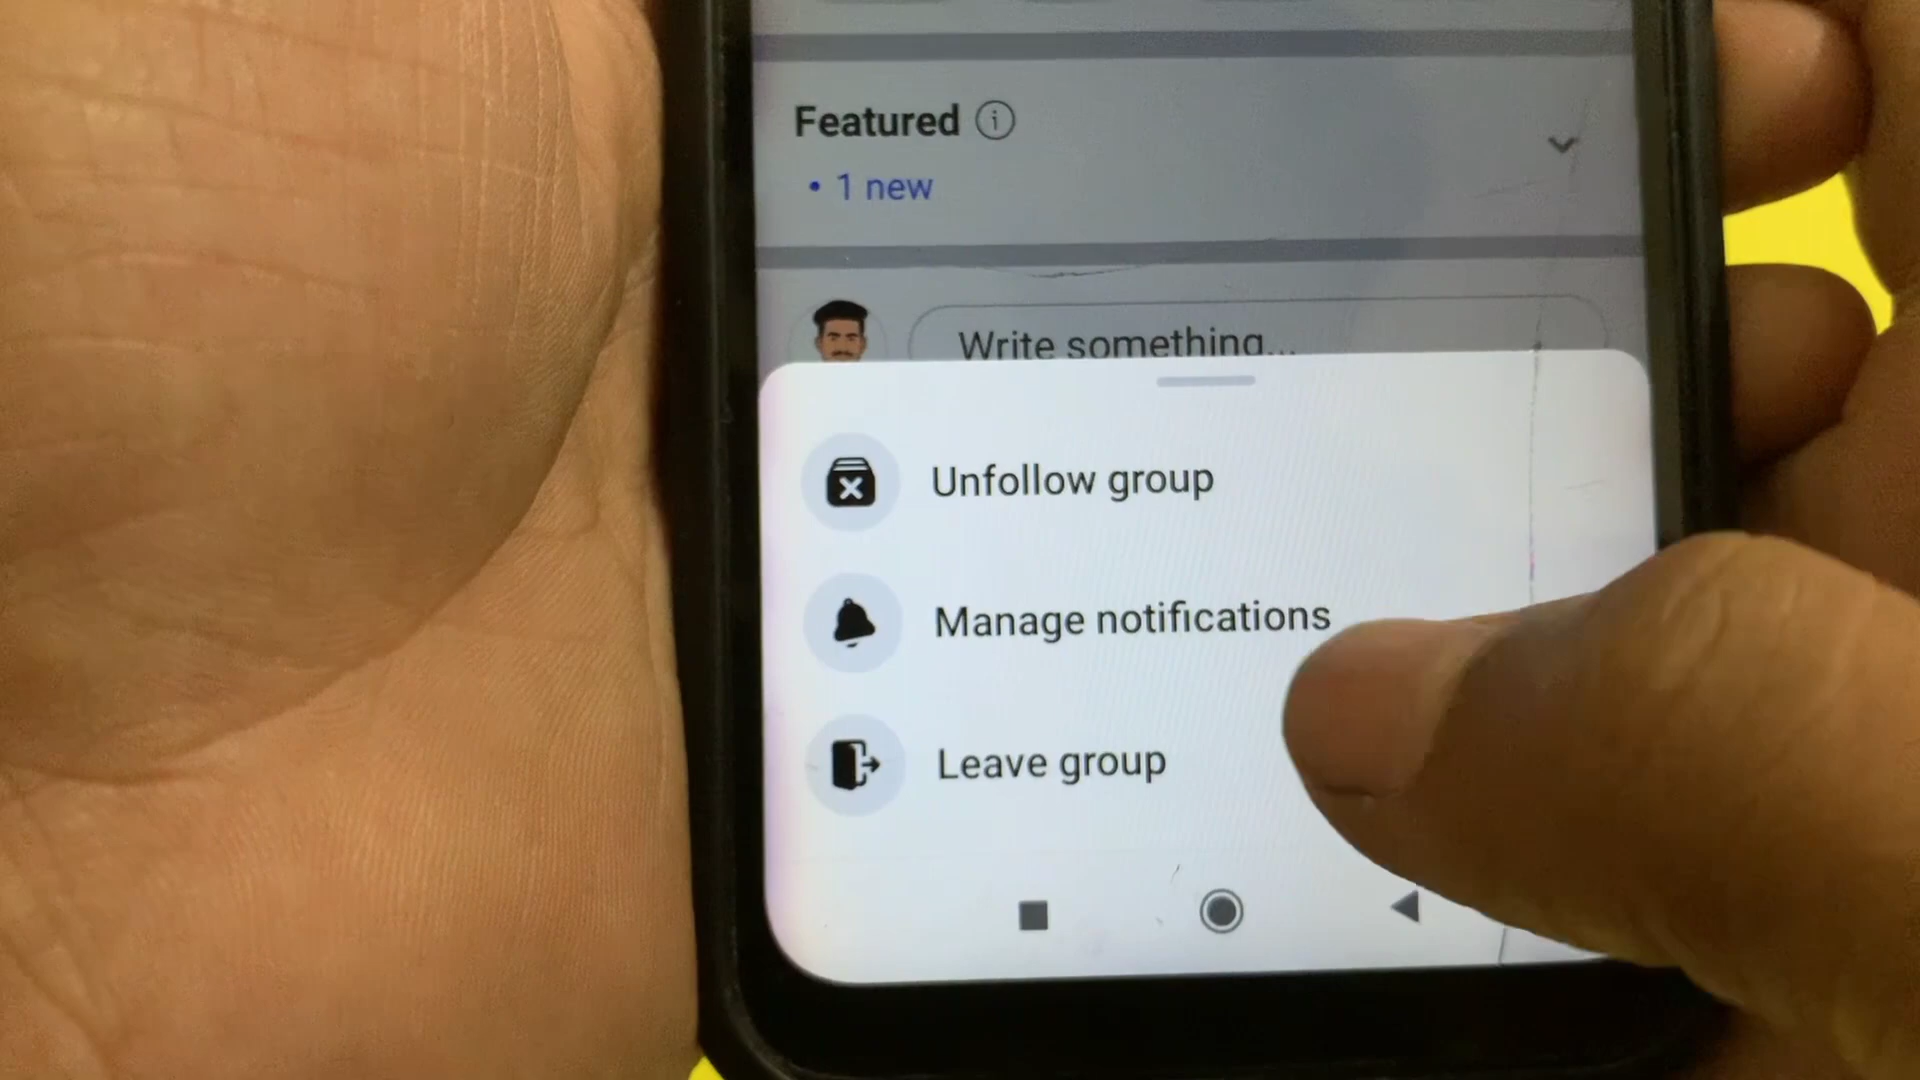 Featured
• 1 new
Write something...
Unfollow group
Manage notifications
Leave group